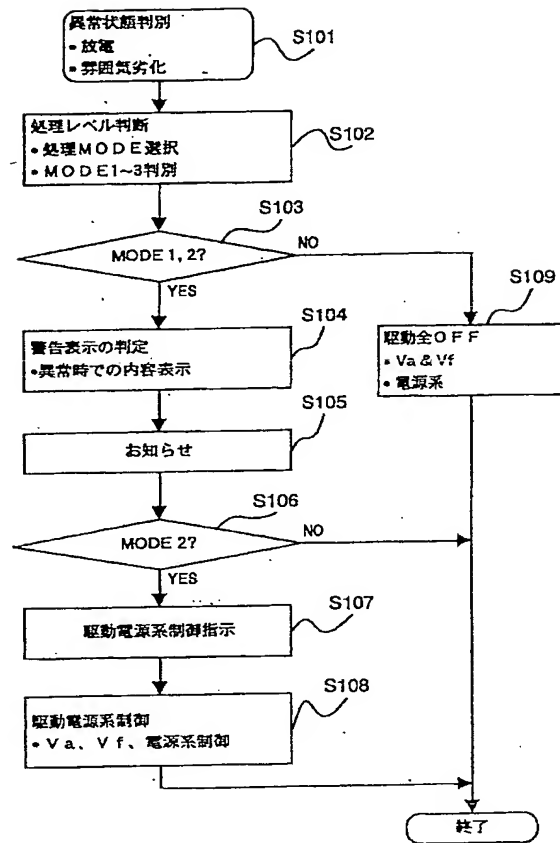 異常状態判別
• 放電
• 雰囲気劣化
S101
処理レベル判断
• 処理MODE選択
• MODE1~3判別
S102
S103
MODE 1, 2?
NO
YES
S104
警告表示の判定
•異常時での内容表示
S109
駆動全OFF
• Va & Vf
• 電源系
S105
お知らせ
S106
MODE 2?
NO
YES
S107
駆動電源系制御指示
S108
駆動電源系制御
• Va、Vf、電源系制御
終了